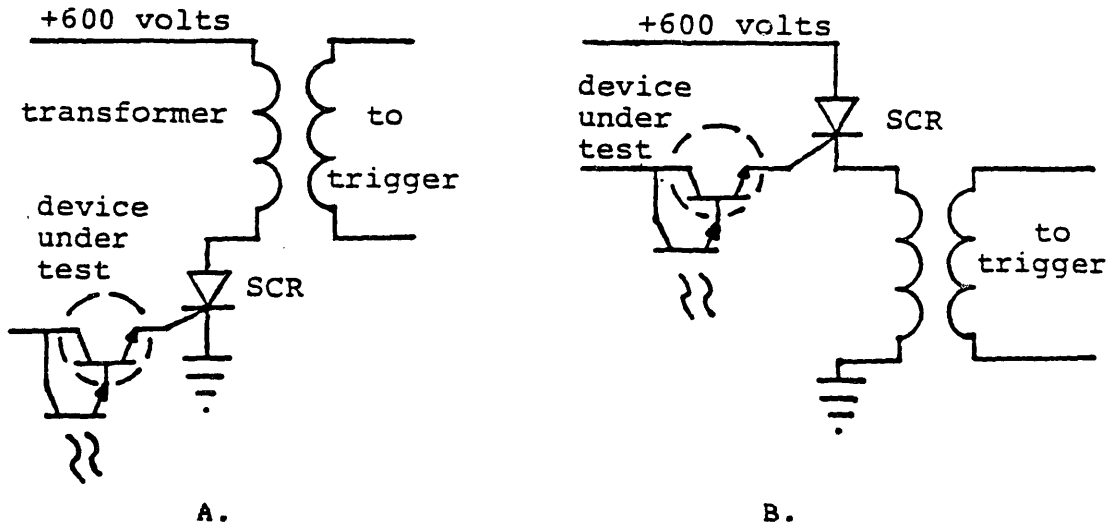 +600 volts
transformer
to
trigger
device
under
test
SCR
A.
+600 volts
device
under
test
SCR
to
trigger
B.